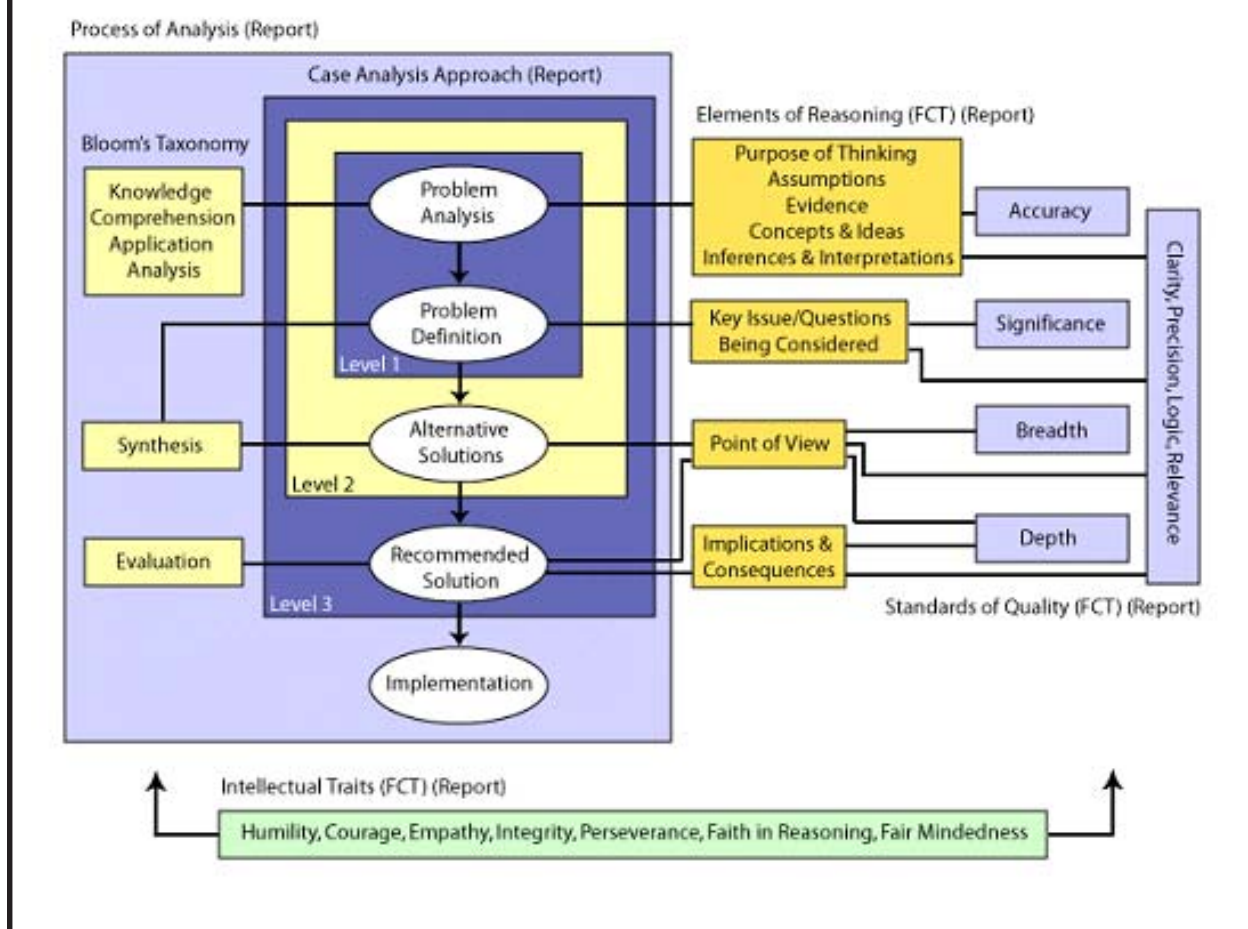 Process of Analysis (Report)
Case Analysis Approach (Report)
Bloom's Taxonomy
Knowledge
Comprehension
Application
Analysis
Synthesis
Evaluation
Problem
Analysis
Problem
Definition
Level 1
Alternative
Solutions
Level 2
Recommended
Solution
Level 3
Implementation
Elements of Reasoning (FCT) (Report)
Purpose of Thinking
Assumptions
Evidence
Concepts & Ideas
Inferences & Interpretations
Key Issue/Questions
Being Considered
Point of View
Implications &
Consequences
Accuracy
Significance
Breadth
Depth
Clarity, Precision, Logic, Relevance
Standards of Quality (FCT) (Report)
Intellectual Traits (FCT) (Report)
Humility, Courage, Empathy, Integrity, Perseverance, Faith in Reasoning, Fair Mindedness